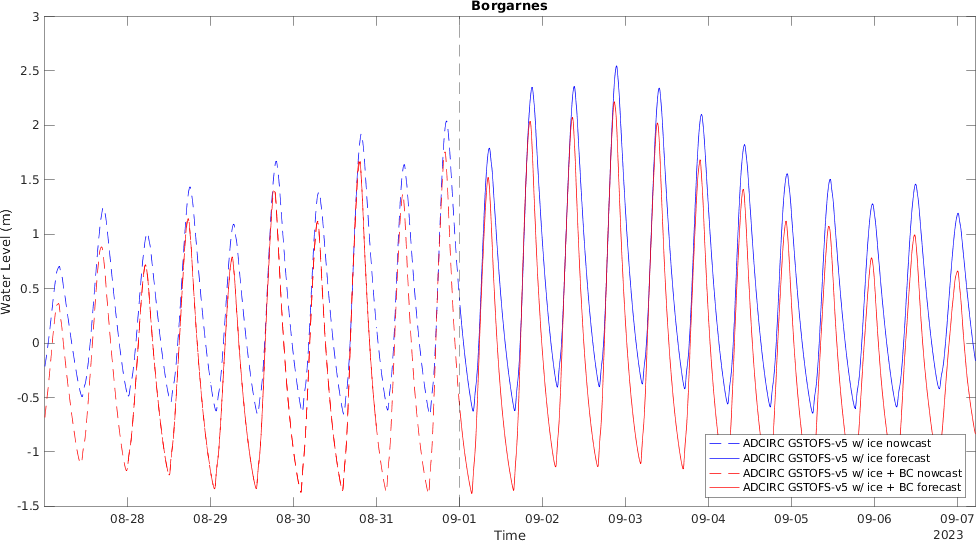 Borgarnes
3
2.5
2
1.5
1
0.5
0
-0.5
-1
-1.5
Water Level (m)
ADCIRC GSTOFS-v5 w/ ice nowcast
ADCIRC GSTOFS-v5 w/ ice forecast
ADCIRC GSTOFS-v5 w/ ice + BC nowcast
ADCIRC GSTOFS-v5 w/ ice + BC forecast
08-28 08-29 08-30 08-31 09-01 09-02 09-03 09-04 09-05 09-06 09-07
Time
2023